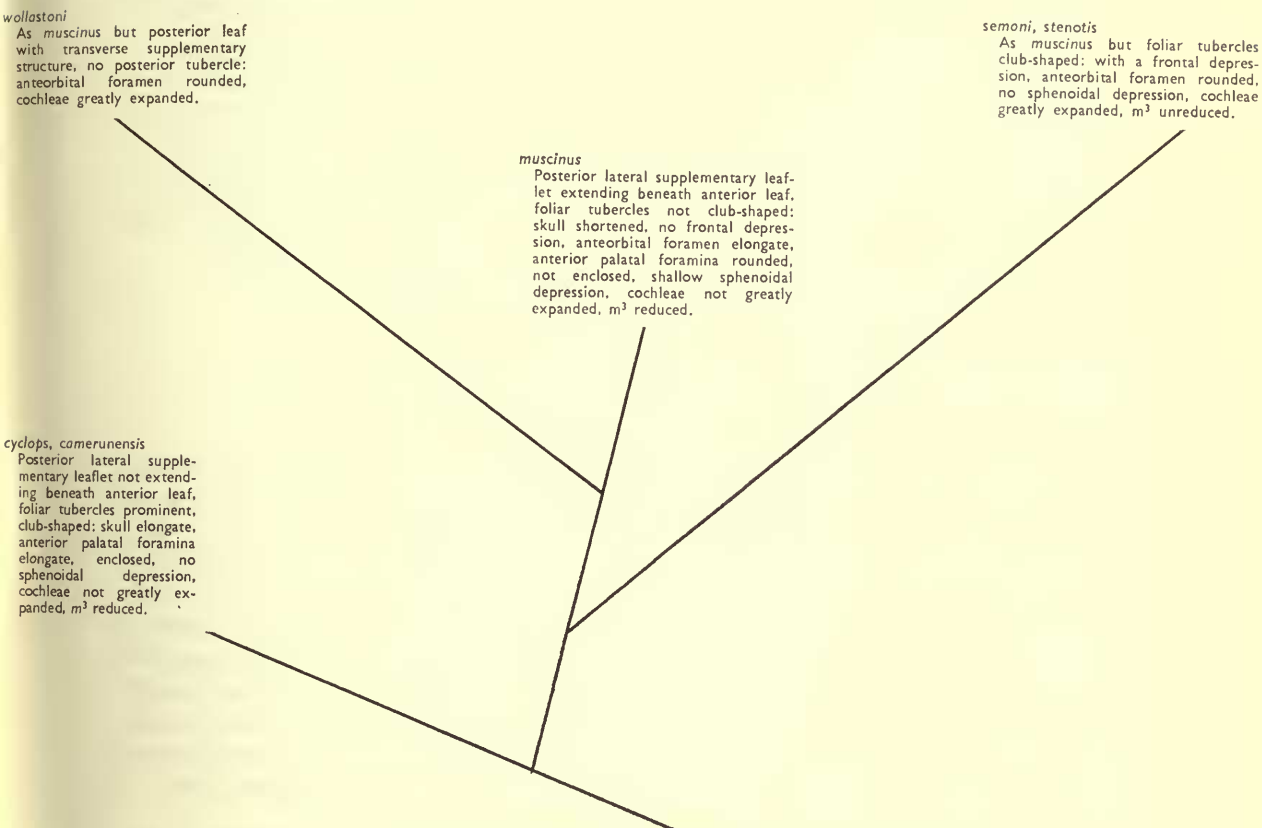 wollastoni
As muscinus but posterior leaf
with transverse supplementary
structure, no posterior tubercle:
anteorbital foramen rounded,
cochleae greatly expanded.
semoni, stenotis
As muscinus but foliar tubercles
club-shaped: with a frontal depres-
sion, anteorbital foramen rounded,
no sphenoidal depression, cochleae
greatly expanded, m³ unreduced.
muscinus
Posterior lateral supplementary leaf-
let extending beneath anterior leaf,
foliar tubercles not club-shaped:
skull shortened, no frontal depres-
sion, anteorbital foramen elongate,
anterior palatal foramina rounded,
not enclosed, shallow sphenoidal
depression, cochleae not greatly
expanded, m³ reduced.
cyclops, camerunensis
Posterior lateral supple-
mentary leaflet not extend-
ing beneath anterior leaf,
foliar tubercles prominent,
club-shaped: skull elongate,
anterior palatal foramina
elongate, enclosed, no
sphenoidal depression,
cochleae not greatly ex-
panded, m³ reduced.